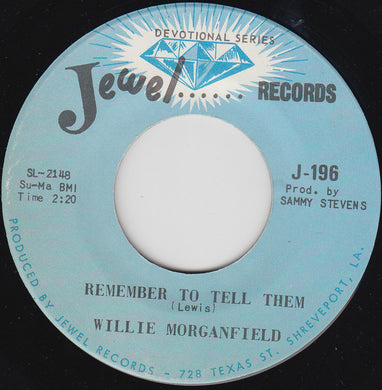 DEVOTIONAL SERIES
Jewel...... RECORDS
SL-2148
Su-Ma BMI
Time 2:20
J-196
Prod. by
SAMMY STEVENS
REMEMBER TO TELL THEM
(Lewis)
WILLIE MORGANFIELD
PRODUCED BY JEWEL RECORDS - 728 TEXAS ST. SHREVEPORT, LA.